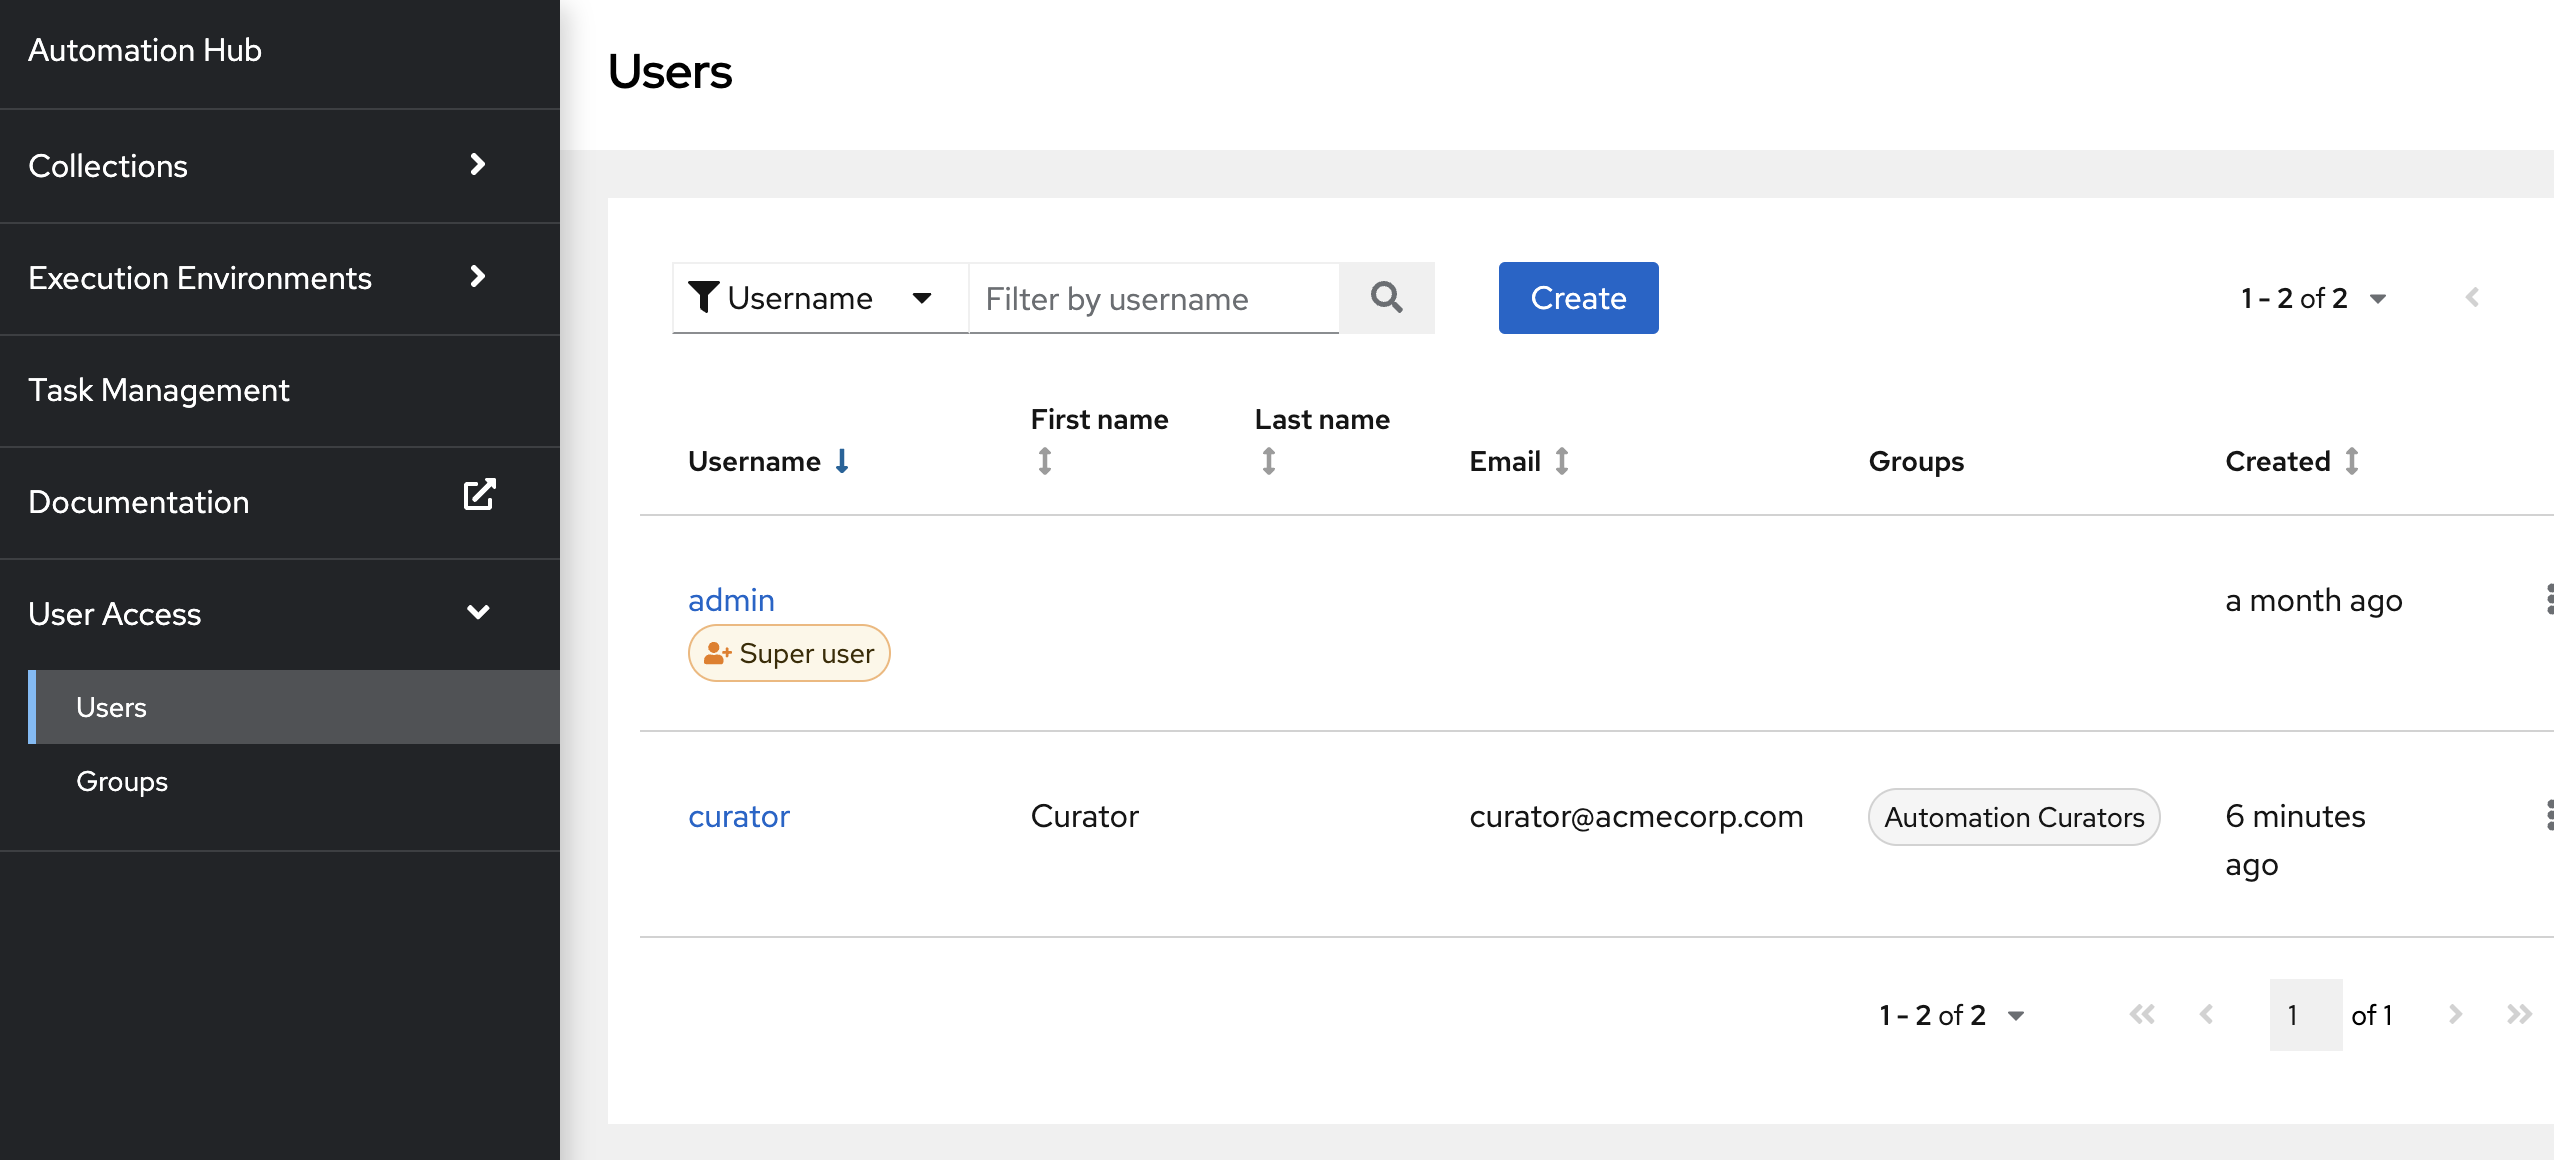 Automation Hub
Collections
Execution Environments
Task Management
Documentation
User Access
Users
Groups
Users
Username
Filter by username
Create
1 - 2 of 2
Username
First name
Last name
Email
Groups
Created
admin
a month ago
Super user
curator
Curator
curator@acmecorp.com
Automation Curators
6 minutes
ago
1 - 2 of 2
1
of 1